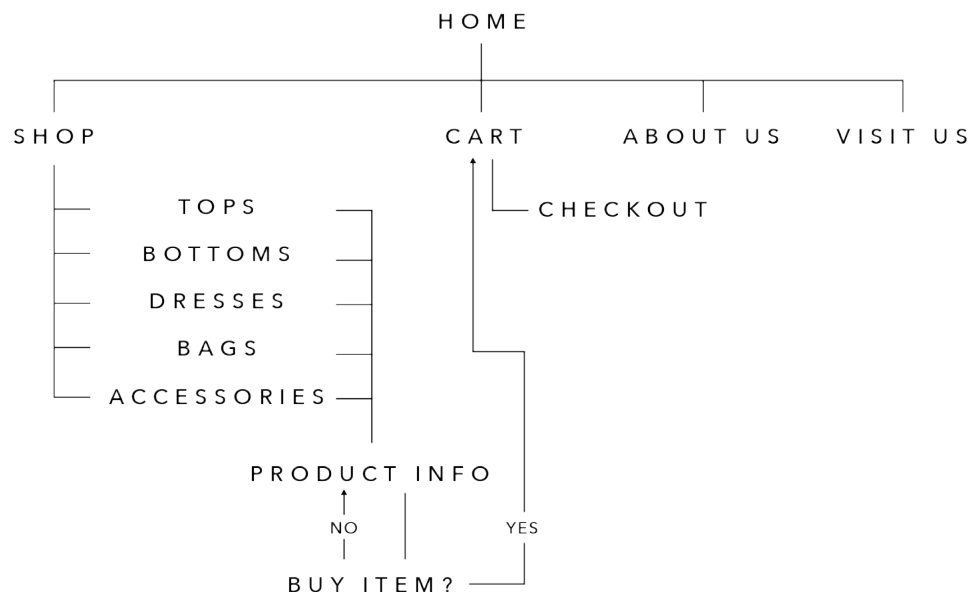 HOME
SHOP
CART
ABOUT US
VISIT US
TOPS
CHECKOUT
BOTTOMS
DRESSES
BAGS
ACCESSORIES
PRODUCT INFO
NO
YES
BUY ITEM?